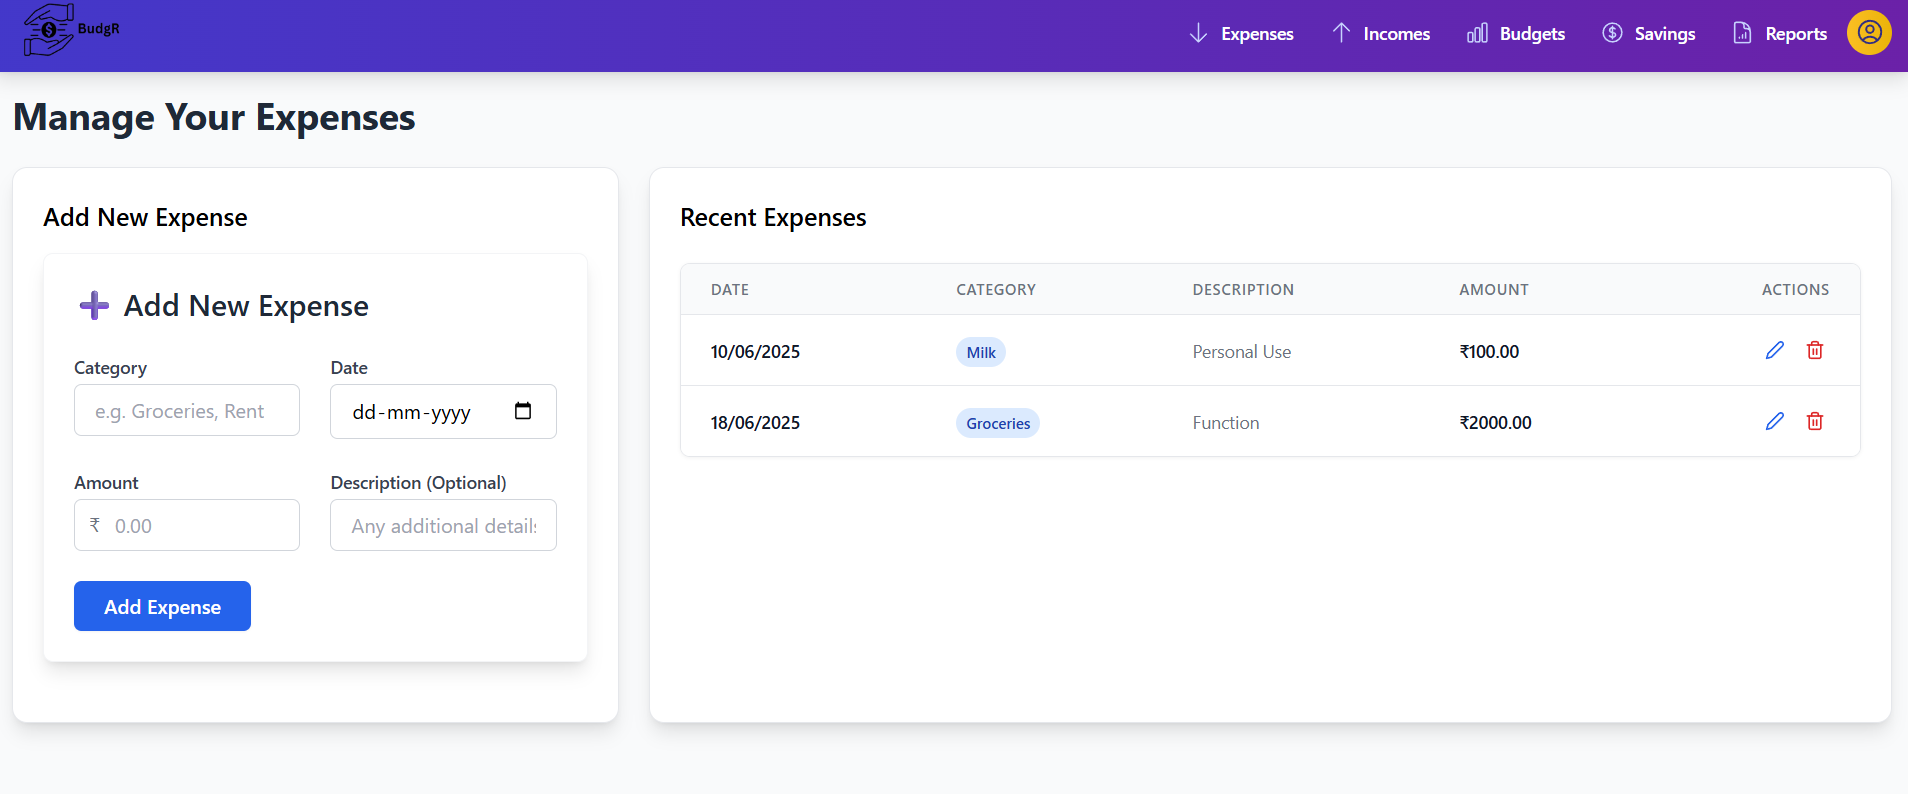 BudgR
Expenses
Incomes
Budgets
Savings
Reports
Manage Your Expenses
Add New Expense
Add New Expense
Category
Date
e.g. Groceries, Rent
dd-mm-yyyy
Amount
Description (Optional)
₹ 0.00
Any additional details
Add Expense
Recent Expenses
DATE CATEGORY DESCRIPTION AMOUNT ACTIONS
10/06/2025 Milk Personal Use ₹100.00
18/06/2025 Groceries Function ₹2000.00